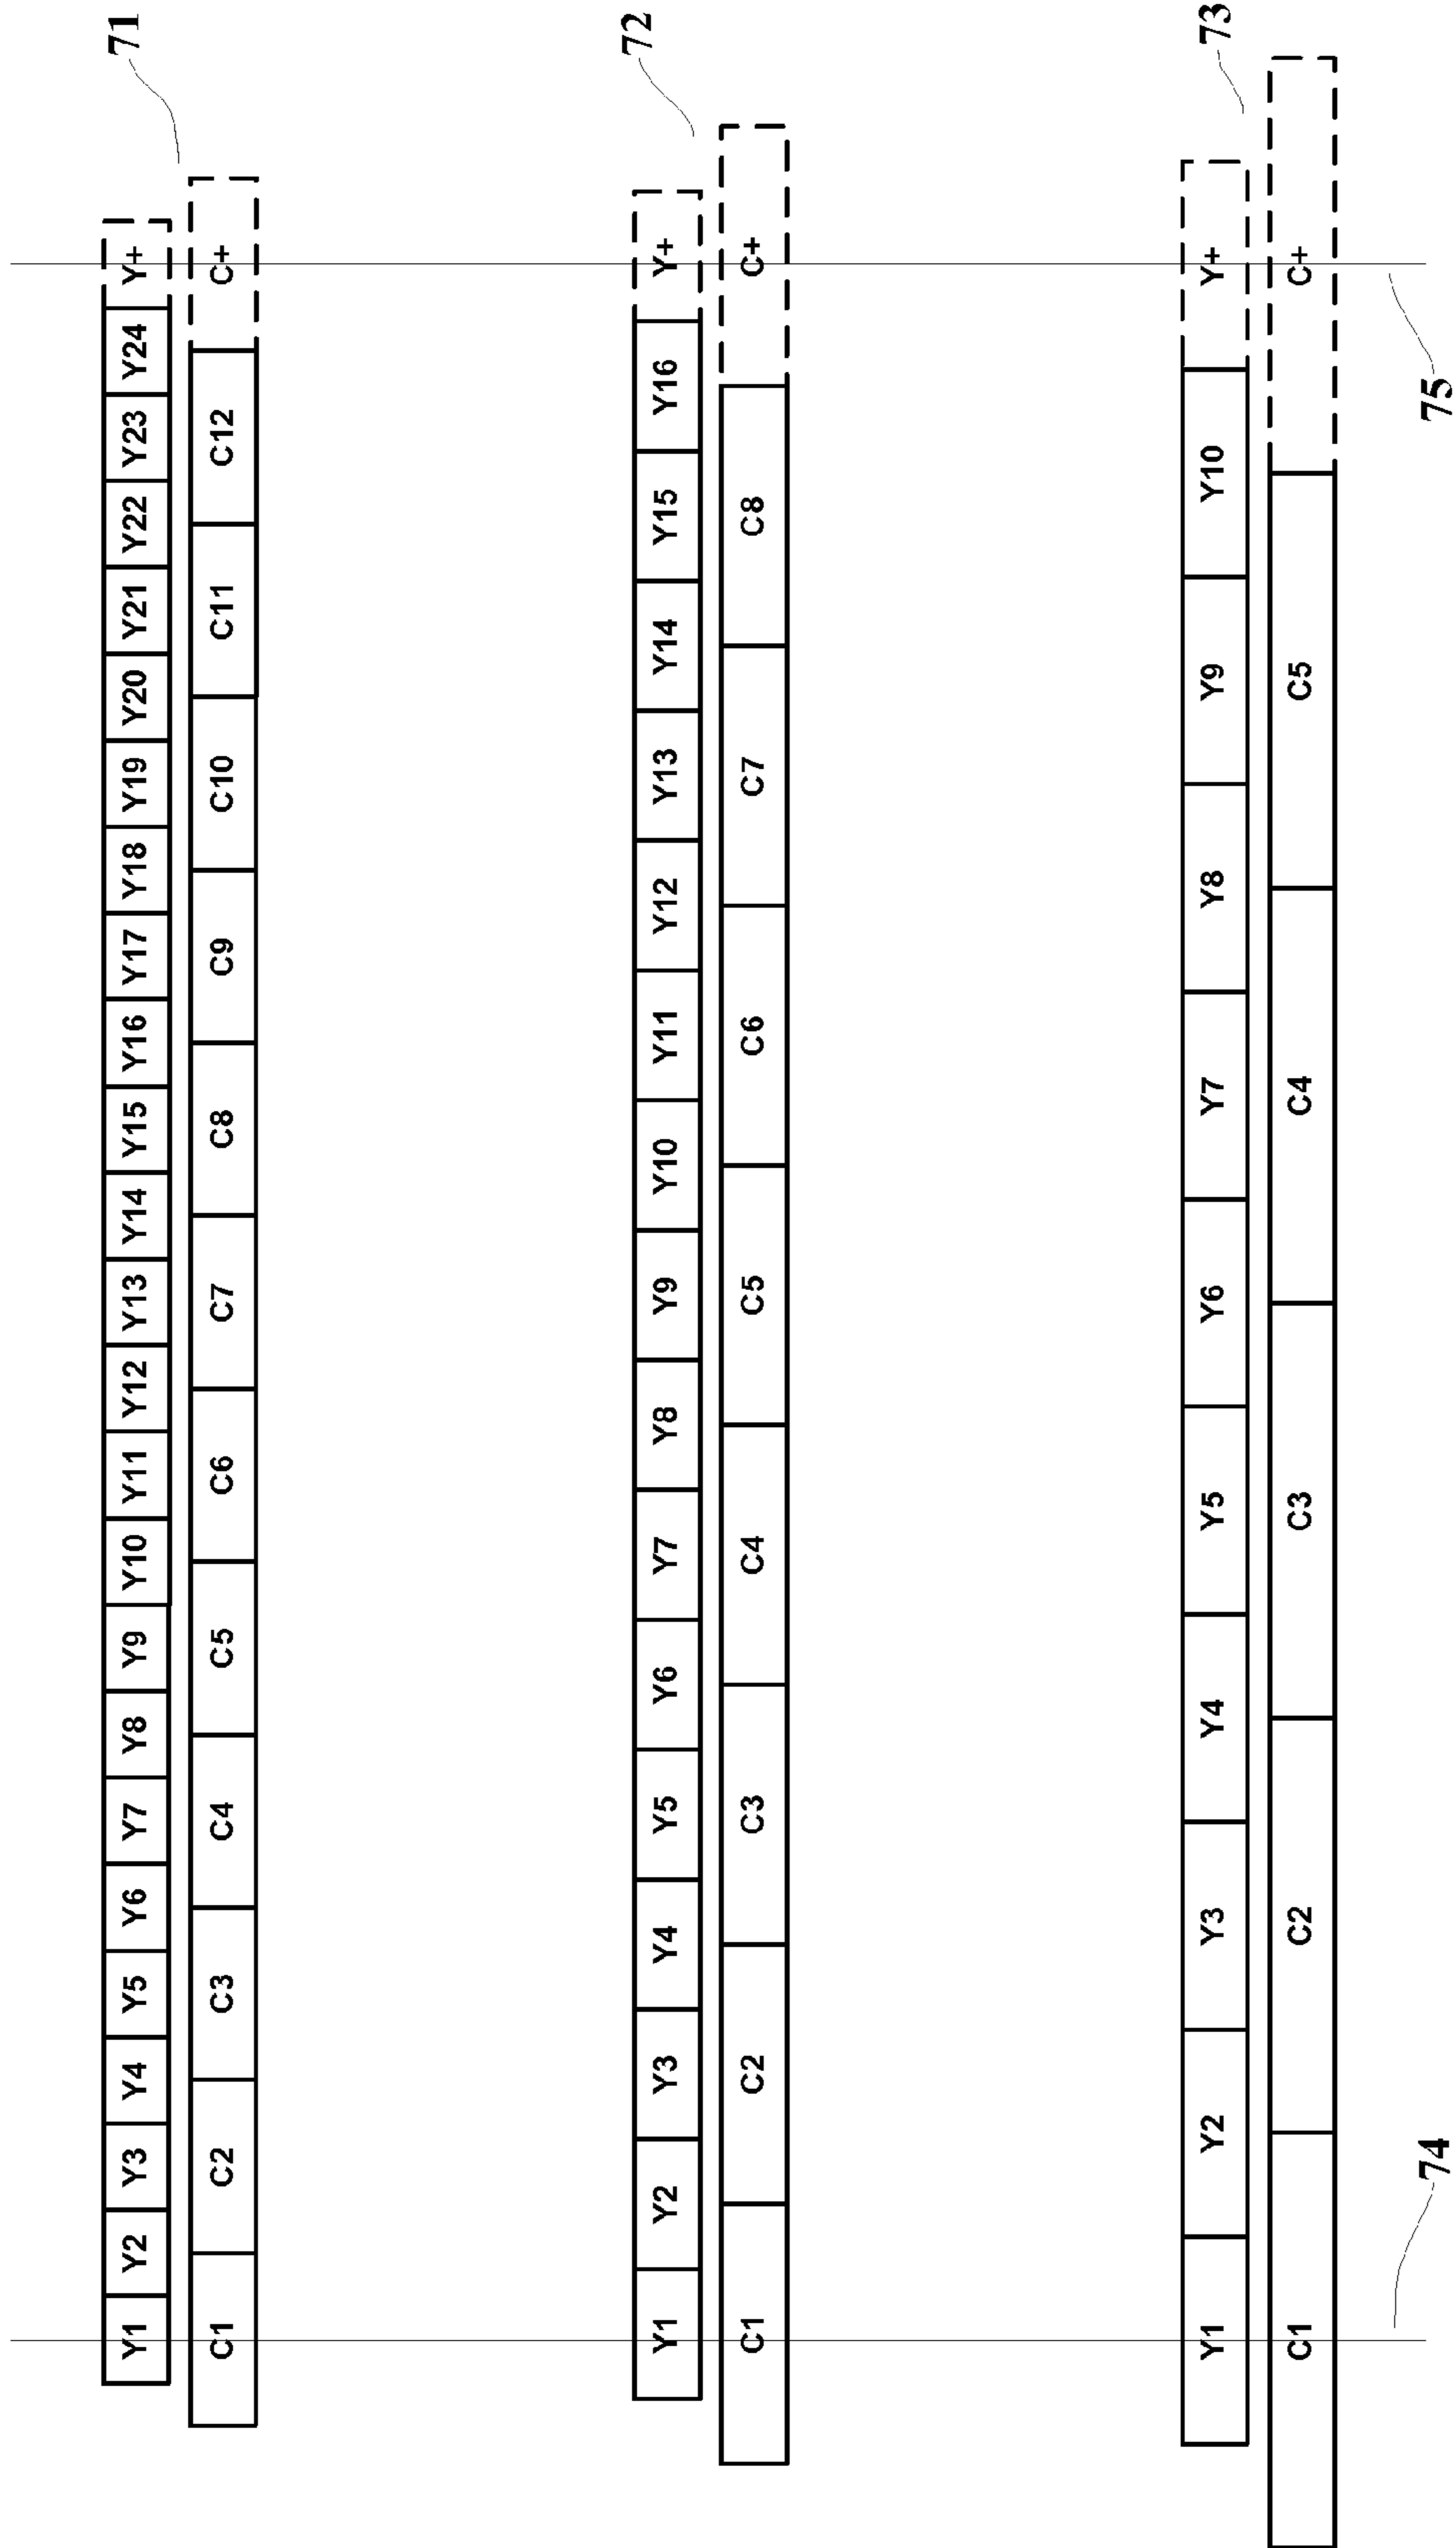 Y1 Y2 Y3 Y4 Y5 Y6 Y7 Y8 Y9 Y10 Y11 Y12 Y13 Y14 Y15 Y16 Y17 Y18 Y19 Y20 Y21 Y22 Y23 Y24 Y+
71
C1 C2 C3 C4 C5 C6 C7 C8 C9 C10 C11 C12 C+
Y1 Y2 Y3 Y4 Y5 Y6 Y7 Y8 Y9 Y10 Y11 Y12 Y13 Y14 Y15 Y16 Y+
72
C1 C2 C3 C4 C5 C6 C7 C8 C+
Y1 Y2 Y3 Y4 Y5 Y6 Y7 Y8 Y9 Y10 Y+
73
C1 C2 C3 C4 C5 C+
74
75